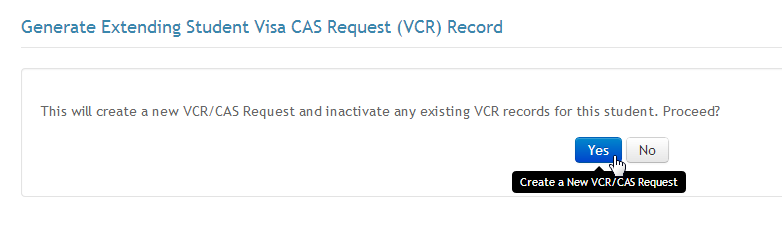 Generate Extending Student Visa CAS Request (VCR) Record
This will create a new VCR/CAS Request and inactivate any existing VCR records for this student. Proceed?
Yes No
Create a New VCR/CAS Request